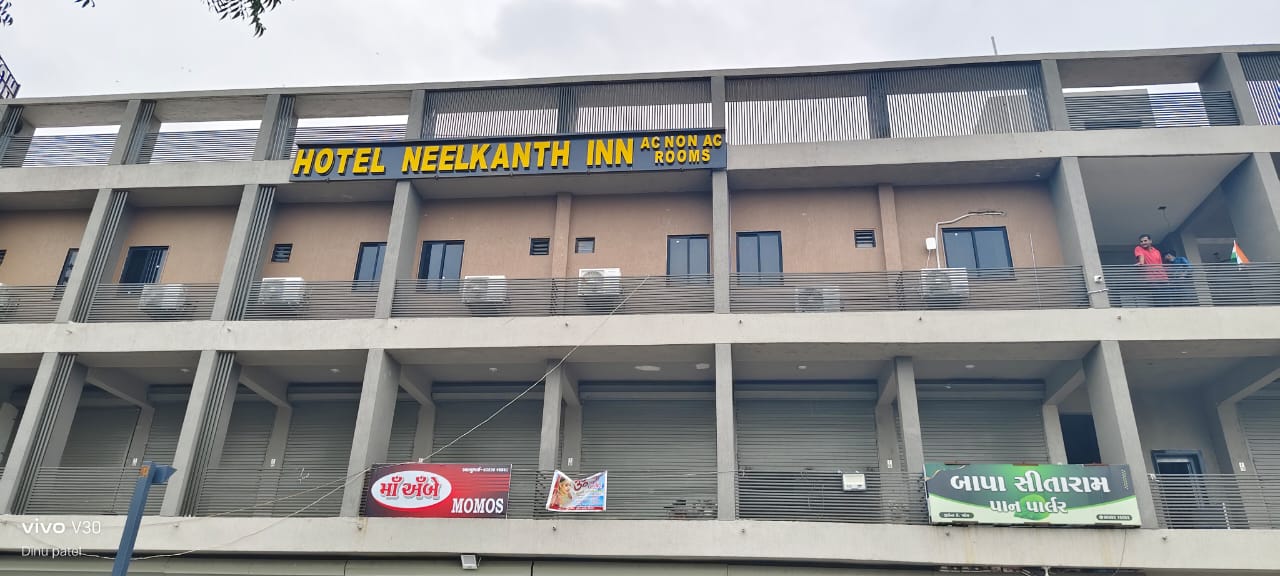 HOTEL NEELKANTH INN
AC NON AC
ROOMS
માઁ અઁબે
MOMOS
બાપા સીતારામ
પાન પાર્લર
vivo V30
Dinu patel